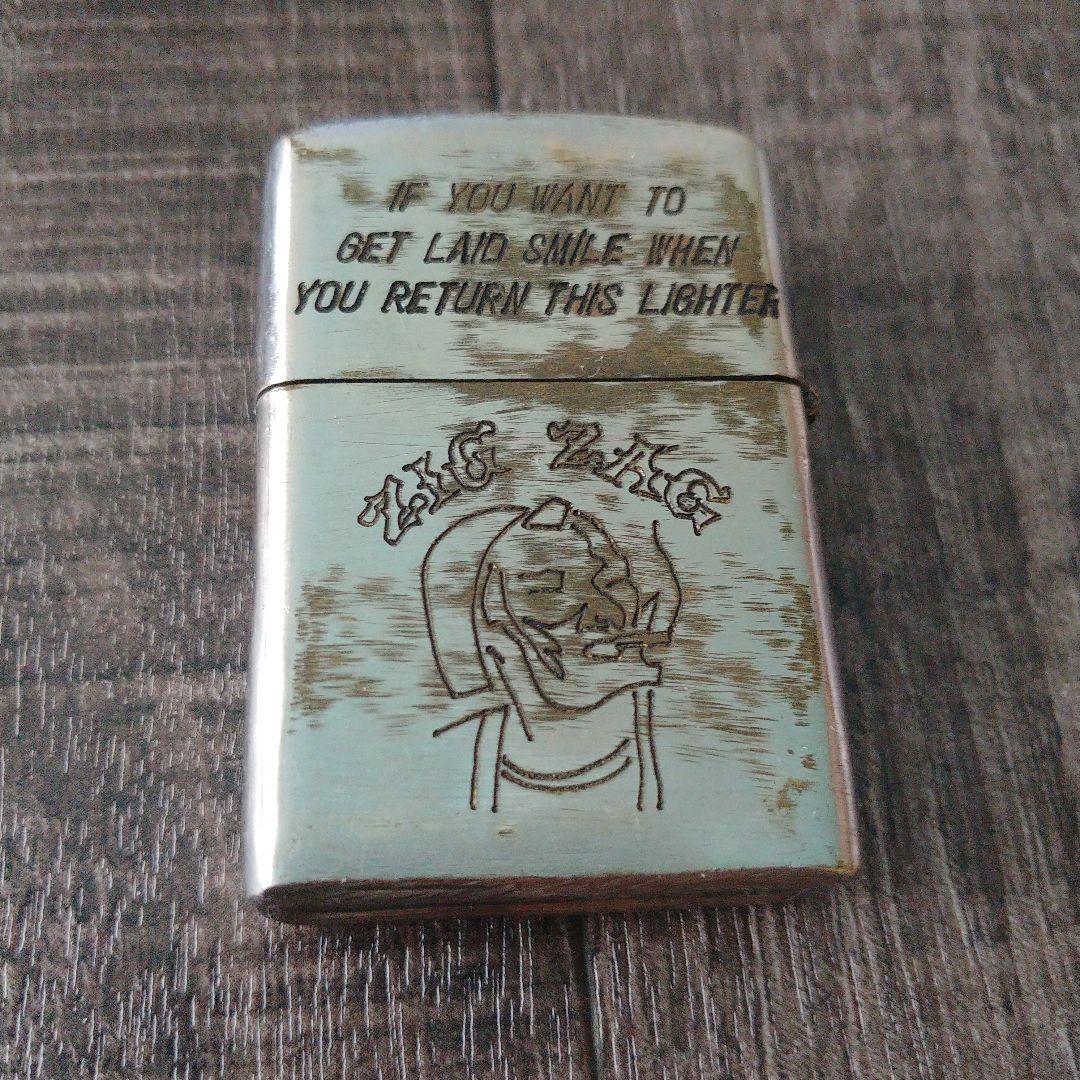 IF YOU WANT TO
GET LAID SMILE WHEN
YOU RETURN THIS LIGHTER
ZIG ZAG